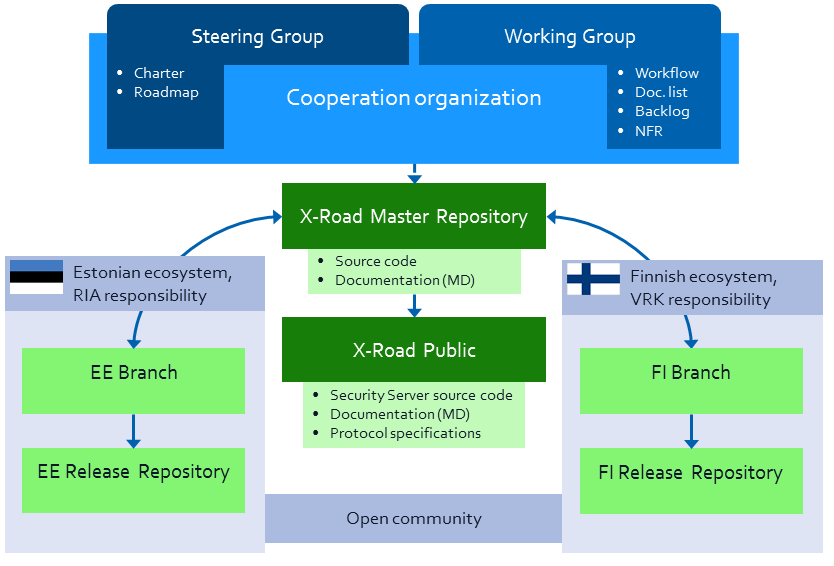 Steering Group
• Charter
• Roadmap
Working Group
• Workflow
• Doc. list
• Backlog
• NFR
Cooperation organization
X-Road Master Repository
• Source code
• Documentation (MD)
Estonian ecosystem,
RIA responsibility
EE Branch
EE Release Repository
X-Road Public
• Security Server source code
• Documentation (MD)
• Protocol specifications
Finnish ecosystem,
VRK responsibility
FI Branch
FI Release Repository
Open community